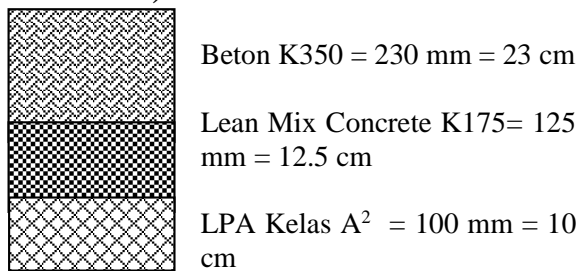 Beton K350 = 230 mm = 23 cm
Lean Mix Concrete K175= 125
mm = 12.5 cm
LPA Kelas A² = 100 mm = 10
cm